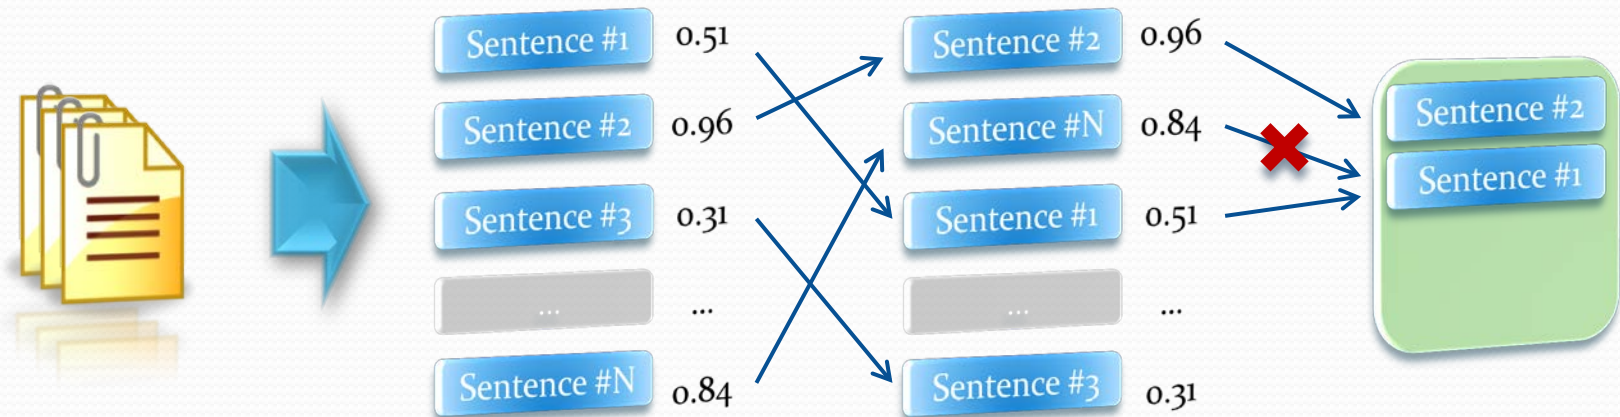 Sentence #1 0.51
Sentence #2 0.96
Sentence #3 0.31
... ...
Sentence #N 0.84
Sentence #2 0.96
Sentence #N 0.84
Sentence #1 0.51
... ...
Sentence #3 0.31
Sentence #2
Sentence #1